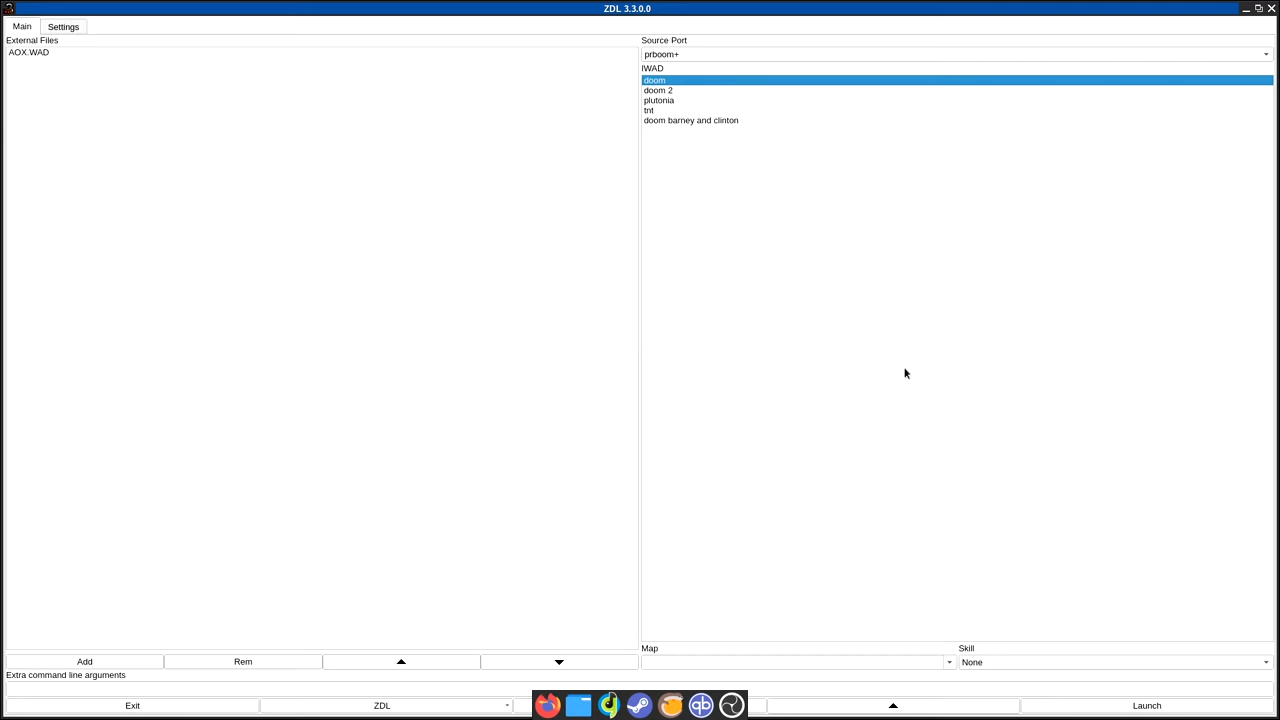 ZDL 3.3.0.0
Main
Settings
External Files
AOX.WAD
Source Port
prboom+
IWAD
doom
doom 2
plutonia
tnt
doom barney and clinton
Map
Skill
None
Add
Rem
Extra command line arguments
Exit
ZDL
qb
Launch